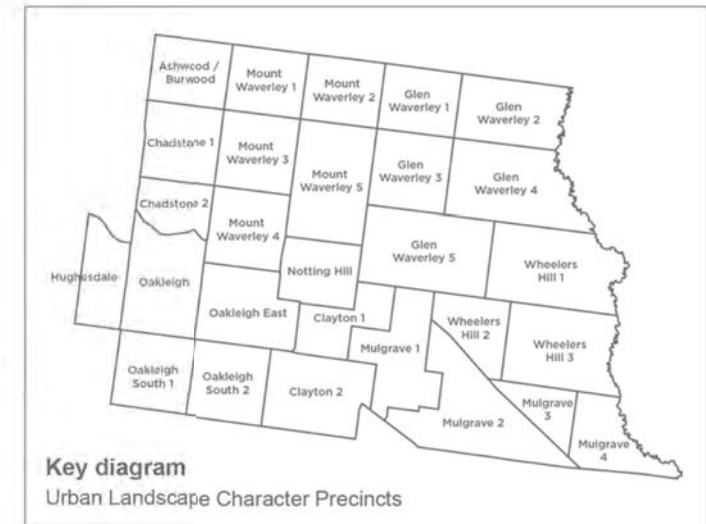 Ashwood /
Burwood
Mount
Waverley 1
Mount
Waverley 2
Glen
Waverley 1
Glen
Waverley 2
Chadstone 1
Mount
Waverley 3
Mount
Waverley 5
Glen
Waverley 3
Glen
Waverley 4
Chadstone 2
Mount
Waverley 4
Glen
Waverley 5
Wheelers
Hill 1
Hughesdale
Oakleigh
Notting Hill
Oakleigh East
Clayton 1
Mulgrave 1
Wheelers
Hill 2
Wheelers
Hill 3
Oakleigh
South 1
Oakleigh
South 2
Clayton 2
Mulgrave 2
Mulgrave
3
Mulgrave
4
Key diagram
Urban Landscape Character Precincts